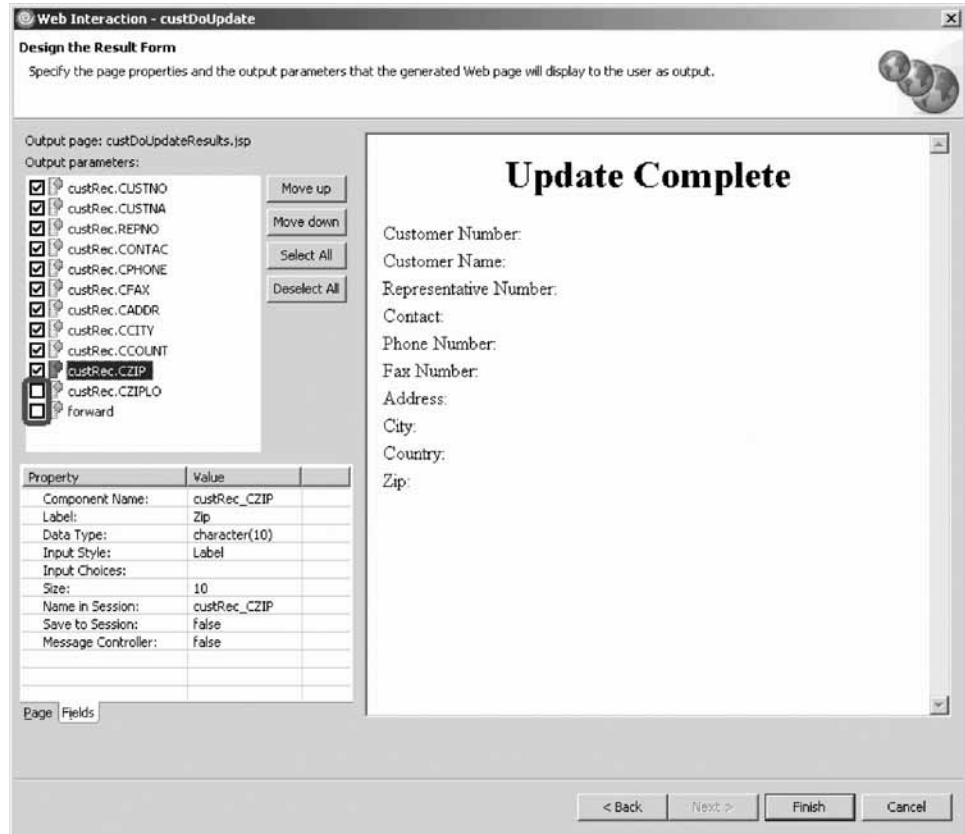 Web Interaction - custDoUpdate
Design the Result Form
Specify the page properties and the output parameters that the generated Web page will display to the user as output.
Output page: custDoUpdateResults.jsp
Output parameters:
custRec.CUSTNO
custRec.CUSTNA
custRec.REPNO
custRec.CONTAC
custRec.CPHONE
custRec.CFAX
custRec.CADDR
custRec.CCITY
custRec.CCOUNT
custRec.CZIP
custRec.CZIPLO
forward
Move up
Move down
Select All
Deselect All
Property Value
Component Name: custRec_CZIP
Label: Zip
Data Type: character(10)
Input Style: Label
Input Choices:
Size: 10
Name in Session: custRec_CZIP
Save to Session: false
Message Controller: false
Page Fields
Update Complete
Customer Number:
Customer Name:
Representative Number:
Contact:
Phone Number:
Fax Number:
Address:
City:
Country:
Zip:
< Back Next > Finish Cancel